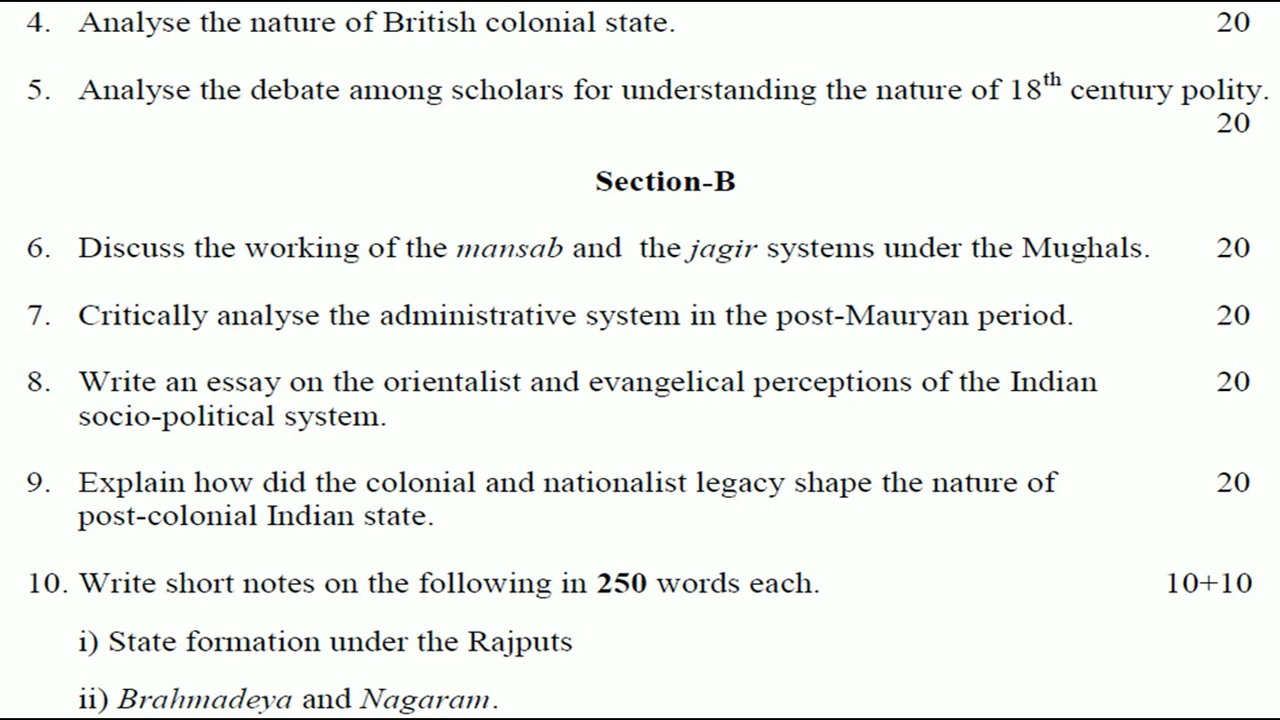 4. Analyse the nature of British colonial state. 20
5. Analyse the debate among scholars for understanding the nature of 18th century polity.
20
Section-B
6. Discuss the working of the mansab and the jagir systems under the Mughals. 20
7. Critically analyse the administrative system in the post-Mauryan period. 20
8. Write an essay on the orientalist and evangelical perceptions of the Indian 20
socio-political system.
9. Explain how did the colonial and nationalist legacy shape the nature of 20
post-colonial Indian state.
10. Write short notes on the following in 250 words each. 10+10
i) State formation under the Rajputs
ii) Brahmadeya and Nagaram.